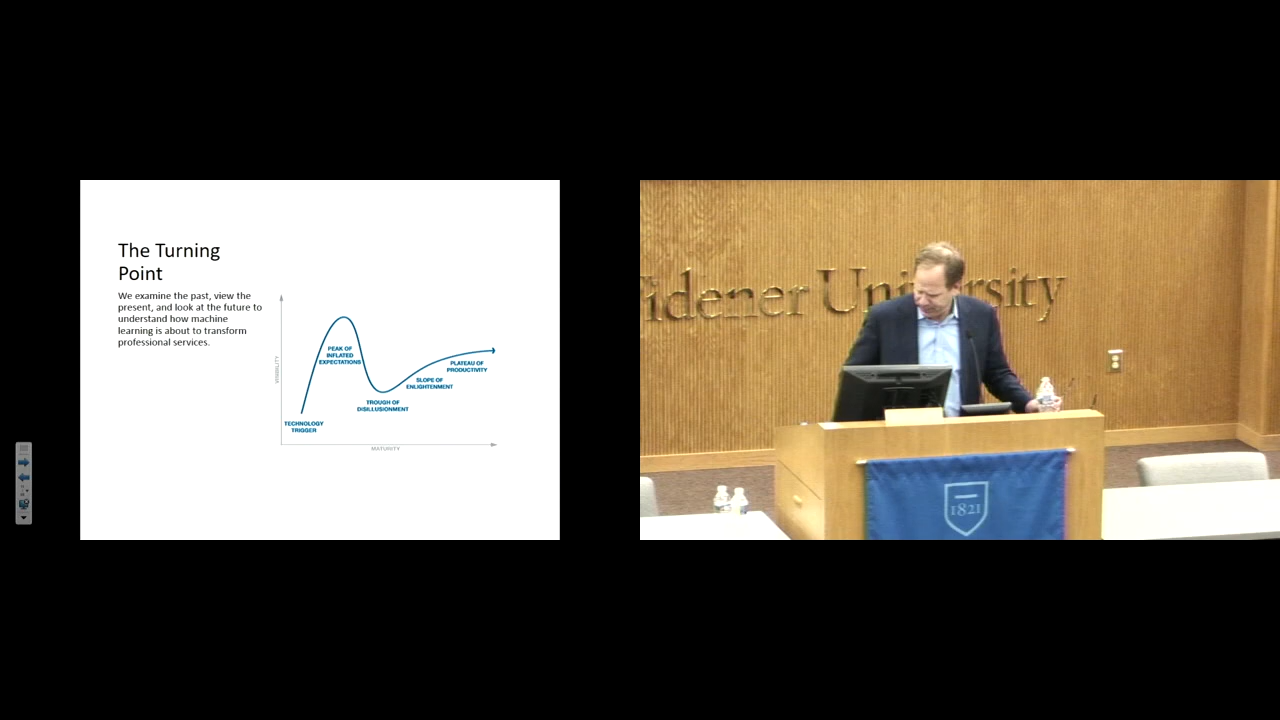 The Turning
Point
We examine the past, view the
present, and look at the future to
understand how machine
learning is about to transform
professional services.
VISIBILITY
PEAK OF
INFLATED
EXPECTATIONS
PLATEAU OF
PRODUCTIVITY
SLOPE OF
ENLIGHTENMENT
TROUGH OF
DISILLUSIONMENT
TECHNOLOGY
TRIGGER
MATURITY
idener University
1821